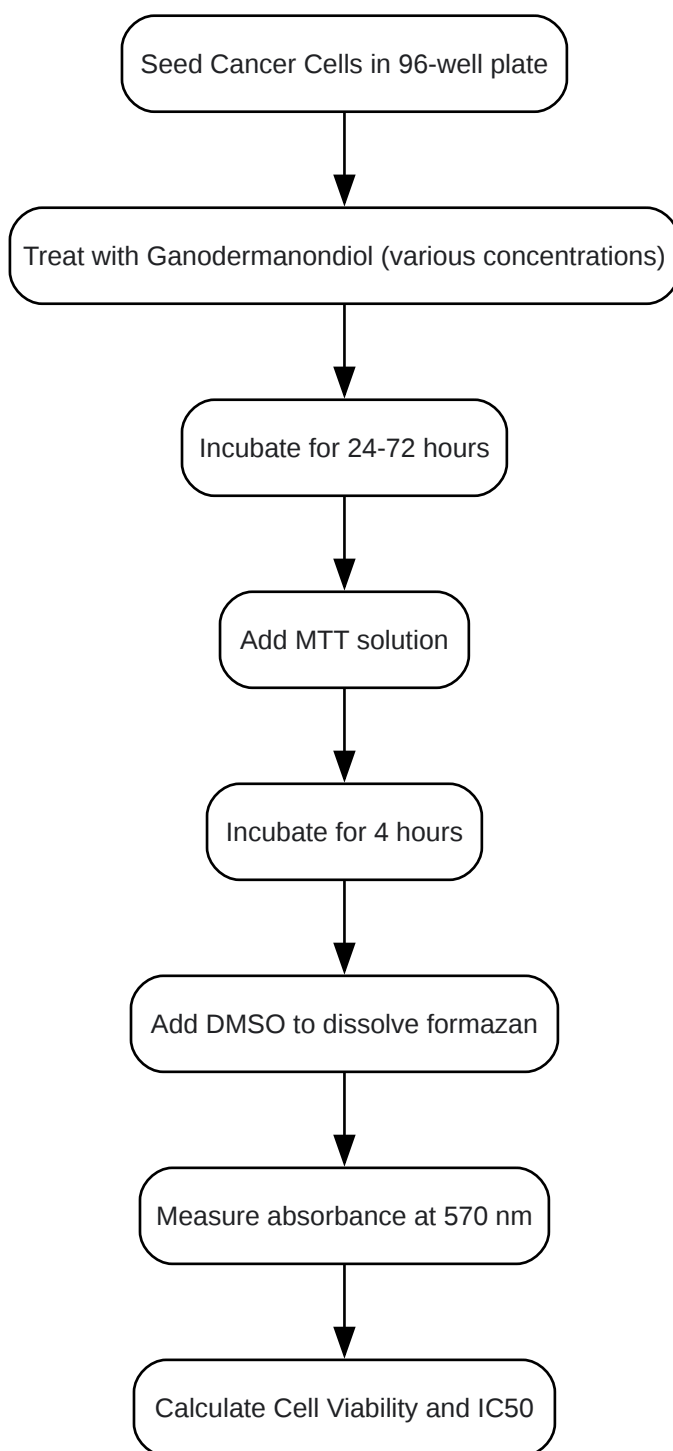 Seed Cancer Cells in 96-well plate
Treat with Ganodermanondiol (various concentrations)
Incubate for 24-72 hours
Add MTT solution
Incubate for 4 hours
Add DMSO to dissolve formazan
Measure absorbance at 570 nm
Calculate Cell Viability and IC50